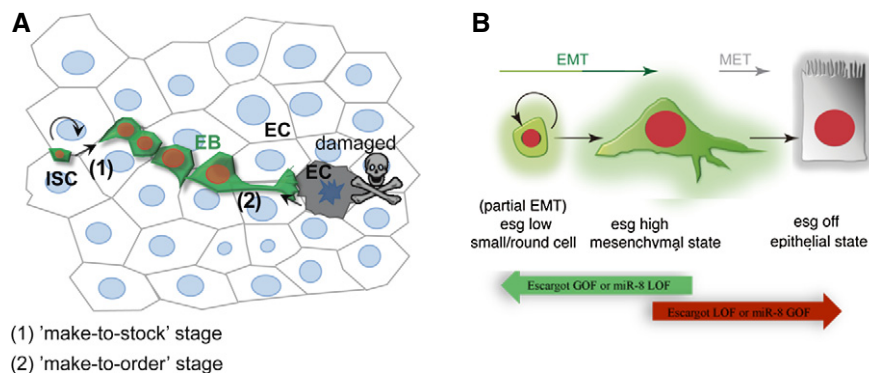 A
EC
damaged
EB
EC
ISC
(1)
(2)
(1) 'make-to-stock' stage
(2) 'make-to-order' stage
B
EMT
MET
(partial EMT)
esg low
small/round cell
esg high
mesenchymal state
esg off
epithelial state
Escargot GOF or miR-8 LOF
Escargot LOF or miR-8 GOF